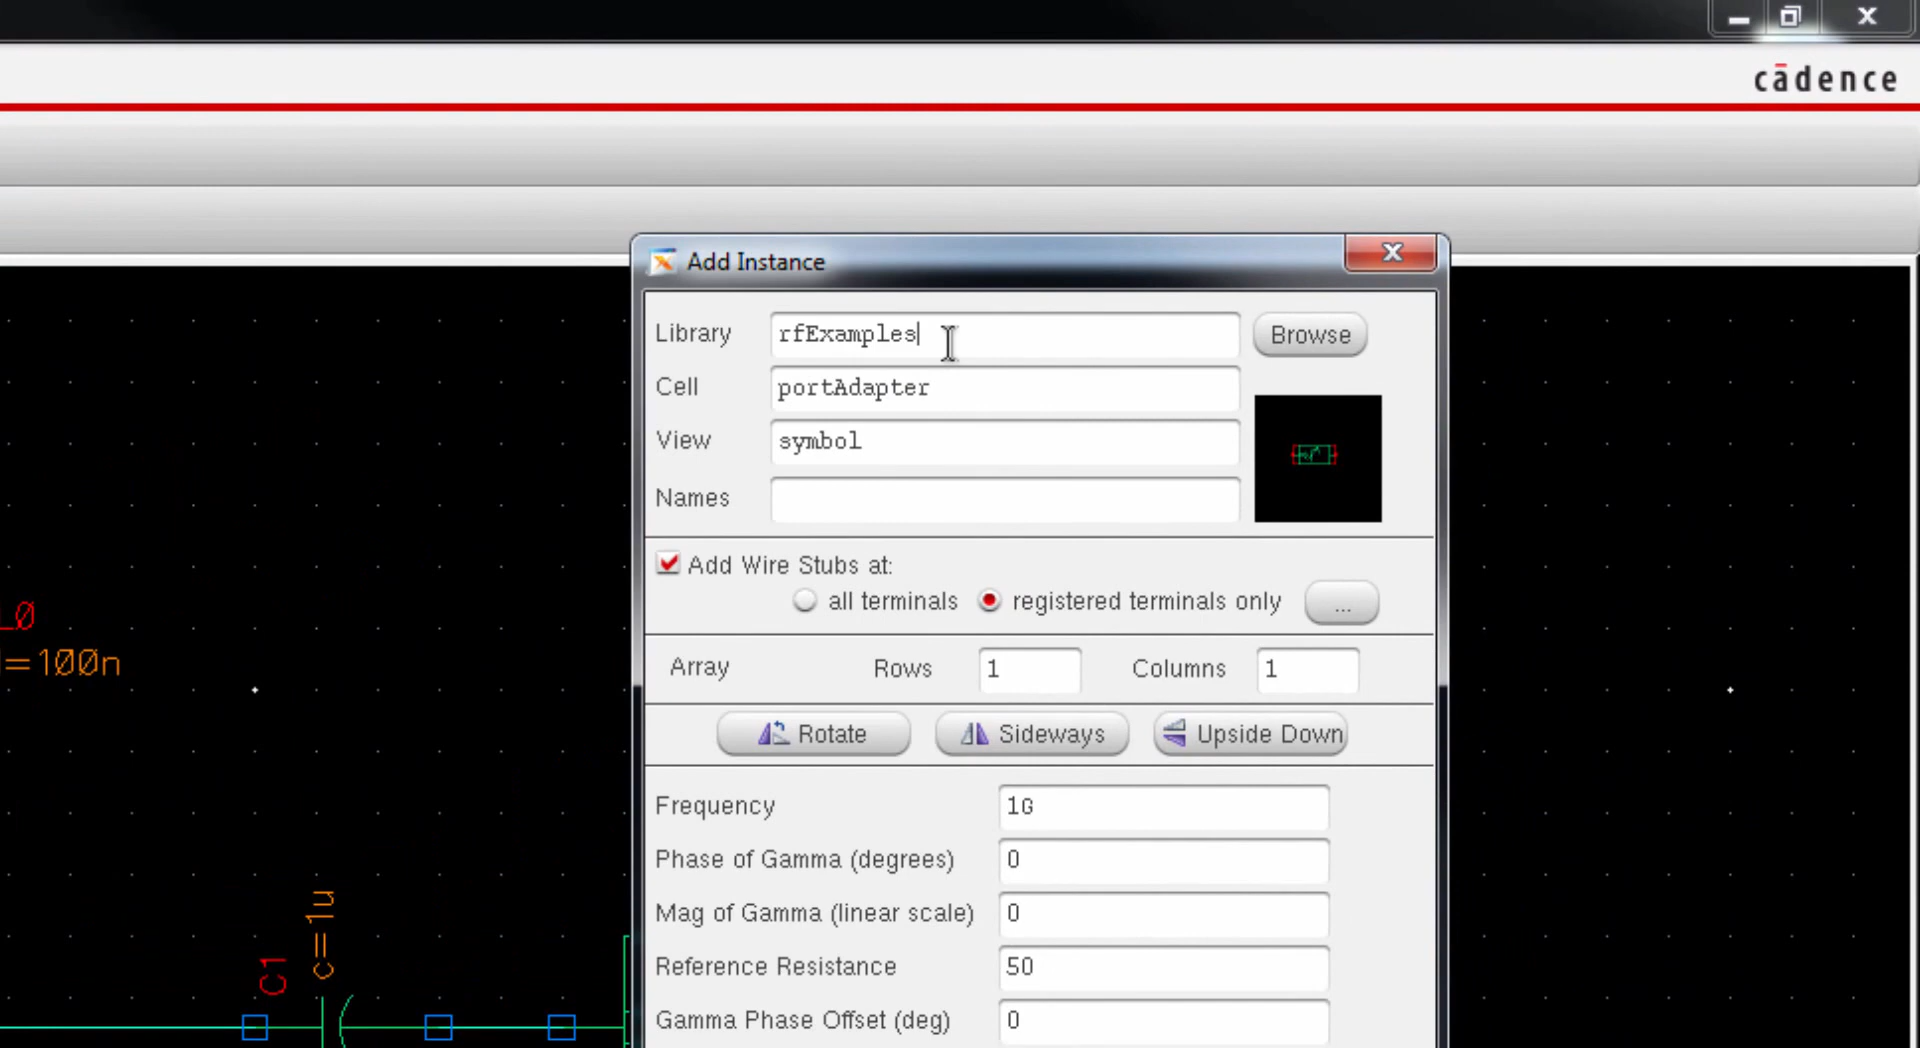 cādence
Add Instance
Library rfExamples Browse
Cell portAdapter
View symbol
Names
Add Wire Stubs at:
all terminals registered terminals only ...
Array Rows 1 Columns 1
Rotate Sideways Upside Down
Frequency 1G
Phase of Gamma (degrees) 0
Mag of Gamma (linear scale) 0
Reference Resistance 50
Gamma Phase Offset (deg) 0
L0
l=100n
C1
c=1u